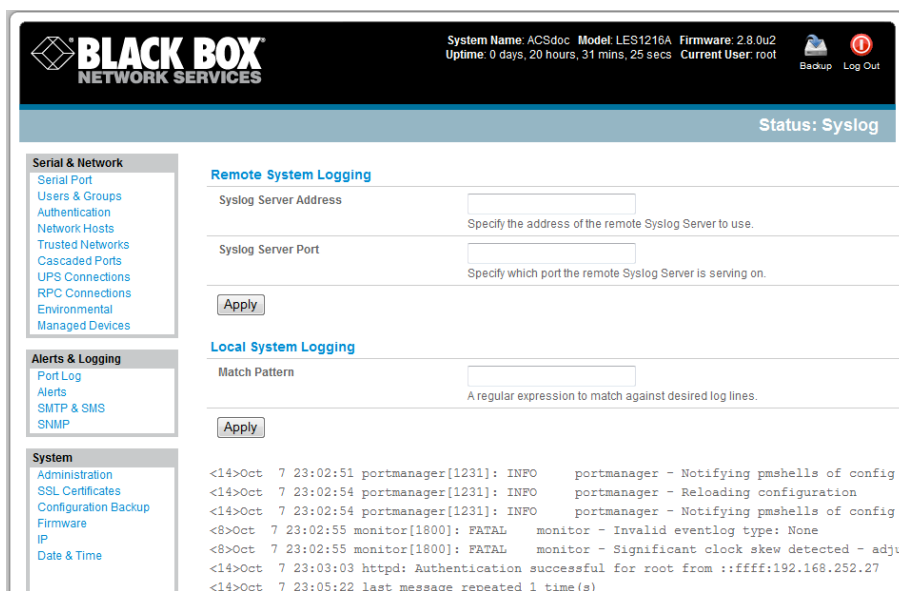 BLACK BOX
NETWORK SERVICES
System Name: ACSdoc Model: LES1216A Firmware: 2.8.0u2
Uptime: 0 days, 20 hours, 31 mins, 25 secs Current User: root
Backup
Log Out
Status: Syslog
Serial & Network
Serial Port
Users & Groups
Authentication
Network Hosts
Trusted Networks
Cascaded Ports
UPS Connections
RPC Connections
Environmental
Managed Devices
Alerts & Logging
Port Log
Alerts
SMTP & SMS
SNMP
System
Administration
SSL Certificates
Configuration Backup
Firmware
IP
Date & Time
Remote System Logging
Syslog Server Address
Specify the address of the remote Syslog Server to use.
Syslog Server Port
Specify which port the remote Syslog Server is serving on.
Apply
Local System Logging
Match Pattern
A regular expression to match against desired log lines.
Apply
<14>Oct 7 23:02:51 portmanager[1231]: INFO portmanager - Notifying pmshells of config
<14>Oct 7 23:02:54 portmanager[1231]: INFO portmanager - Reloading configuration
<14>Oct 7 23:02:54 portmanager[1231]: INFO portmanager - Notifying pmshells of config
<8>Oct 7 23:02:55 monitor[1800]: FATAL monitor - Invalid eventlog type: None
<8>Oct 7 23:02:55 monitor[1800]: FATAL monitor - Significant clock skew detected - adju
<14>Oct 7 23:03:03 httpd: Authentication successful for root from ::ffff:192.168.252.27
<14>Oct 7 23:05:22 last message repeated 1 time(s)